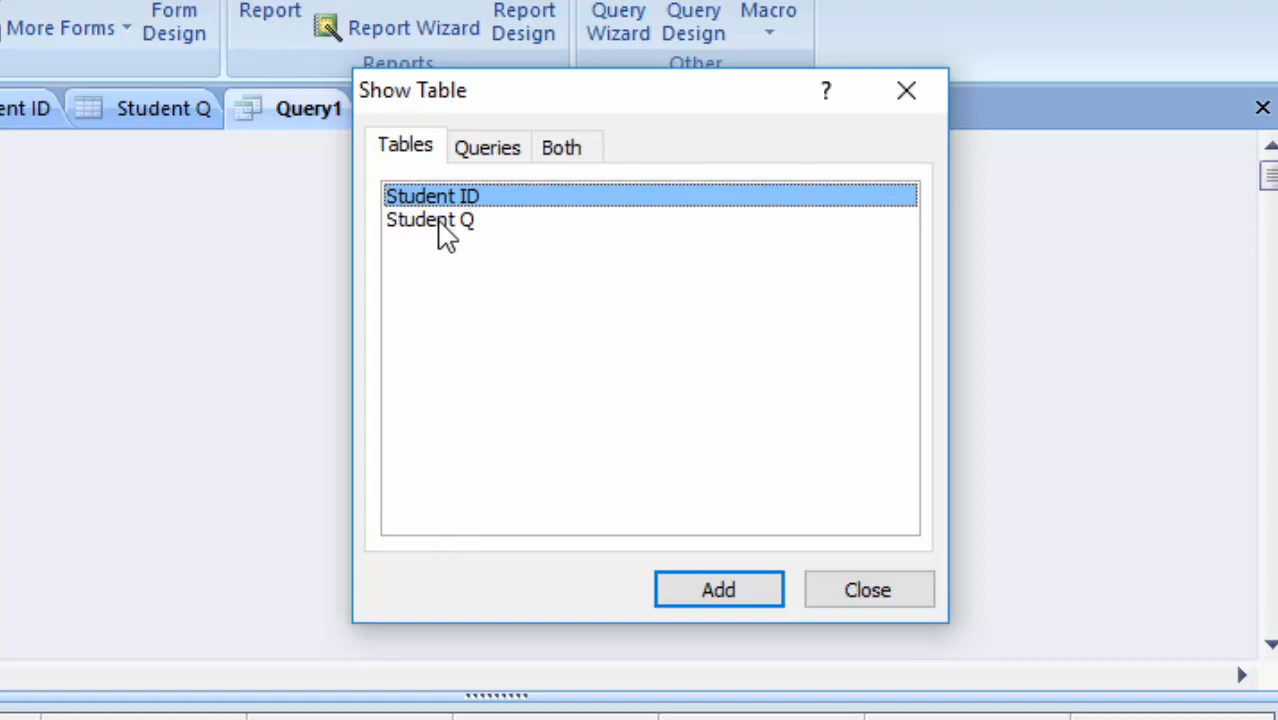 Form
Design
More Forms
Report
Report Wizard
Report
Design
Reports
Query
Wizard
Query
Design
Macro
Other
ent ID
Student Q
Query1
Show Table
?
Tables
Queries
Both
Student ID
Student Q
Add
Close